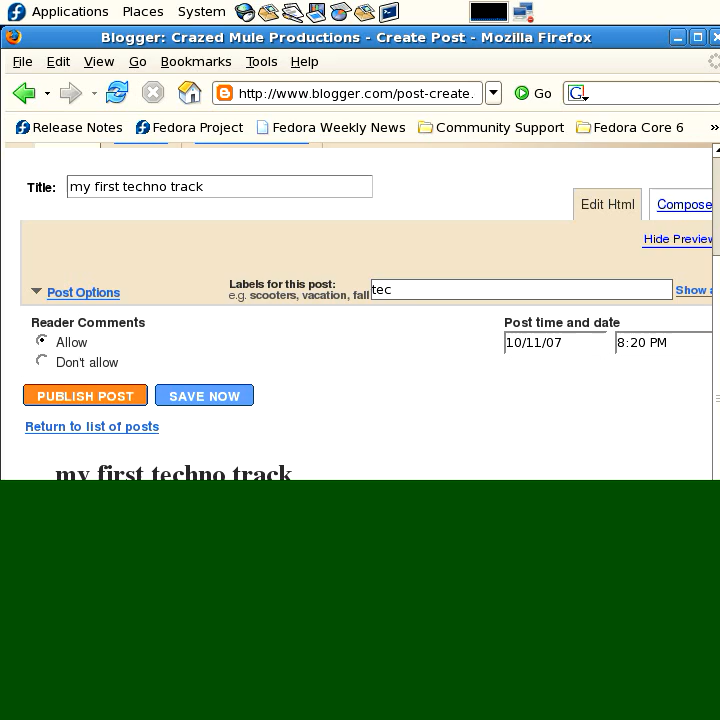 Applications Places System
Blogger: Crazed Mule Productions - Create Post - Mozilla Firefox
File Edit View Go Bookmarks Tools Help
http://www.blogger.com/post-create. Go G
Release Notes Fedora Project Fedora Weekly News Community Support Fedora Core 6 »
Title: my first techno track
Edit Html Compose
Hide Preview
Labels for this post:
Post Options e.g. scooters, vacation, fall tec Show a
Reader Comments Post time and date
Allow 10/11/07 8:20 PM
Don't allow
PUBLISH POST SAVE NOW
Return to list of posts
my first techno track